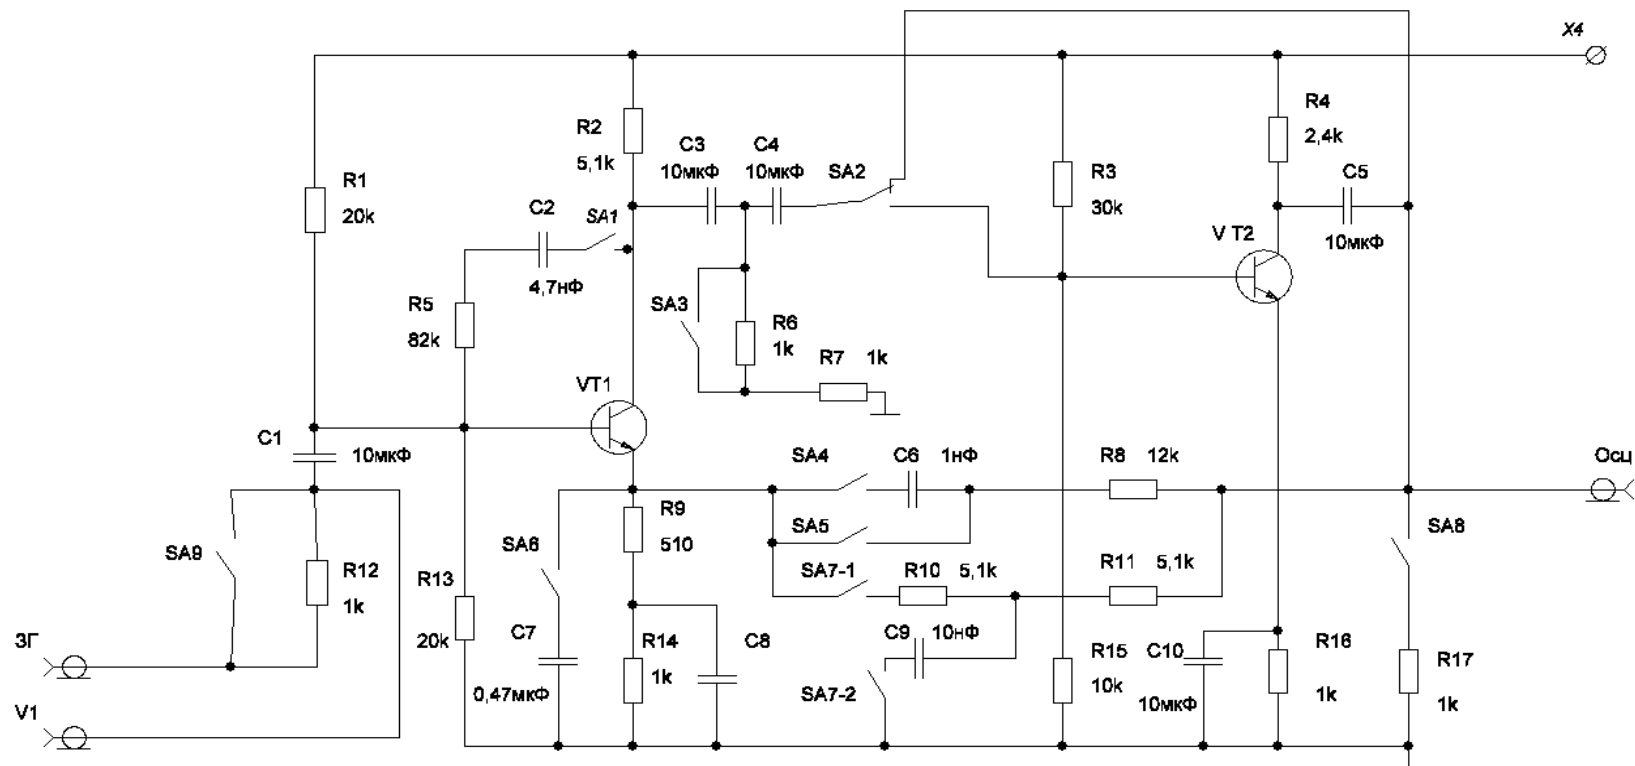 X4
R4
2,4k
R2
5,1k
C3
10мкФ
C4
10мкФ
SA2
R3
30k
C5
10мкФ
R1
20k
C2
4,7нФ
SA1
V T2
R5
82k
SA3
R6
1k
R7 1k
VT1
C1
10мкФ
SA4
C6 1нФ
R8 12k
Осц
R9
510
SA5
SA6
SA8
SA9
R12
1k
R13
20k
SA7-1
R10 5,1k
R11 5,1k
ЗГ
C7
0,47мкФ
R14
1k
C8
C9 10нФ
SA7-2
R15
10k
C10
10мкФ
R16
1k
R17
1k
V1